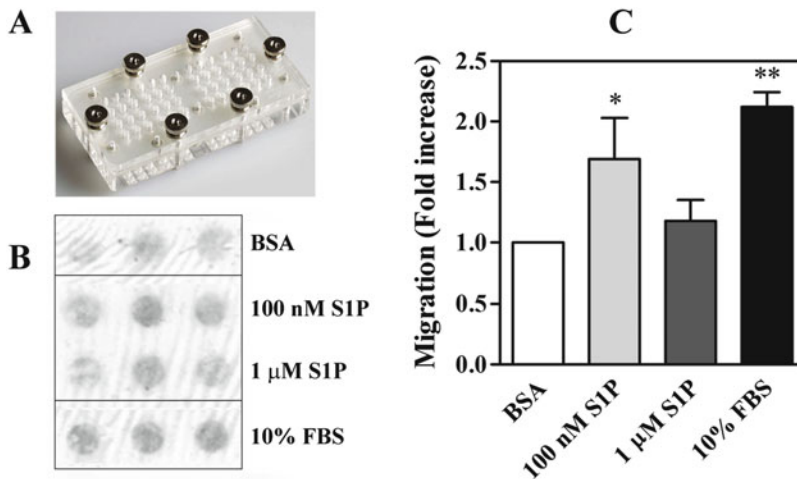 A
B
BSA
100 nM S1P
1 μM S1P
10% FBS
C
Migration (Fold increase)
2.5
2.0
1.5
1.0
0.5
0.0
*
**
BSA
100 nM S1P
1 μM S1P
10% FBS